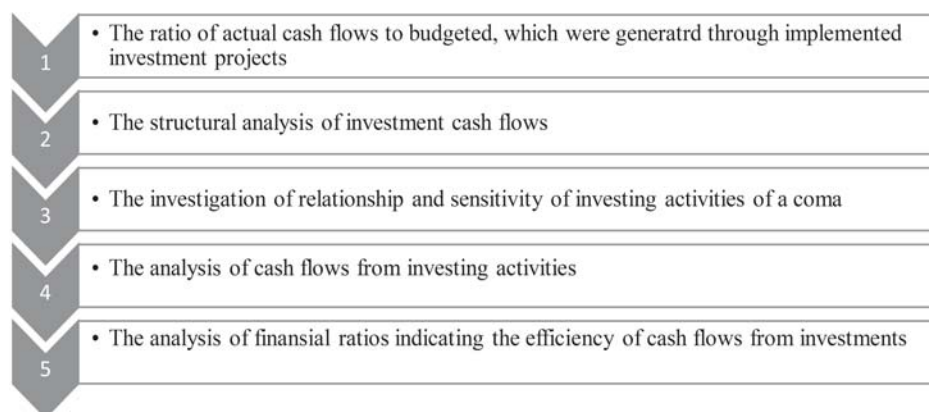 1
• The ratio of actual cash flows to budgeted, which were generatrd through implemented
investment projects
2
• The structural analysis of investment cash flows
3
• The investigation of relationship and sensitivity of investing activities of a coma
4
• The analysis of cash flows from investing activities
5
• The analysis of finansial ratios indicating the efficiency of cash flows from investments